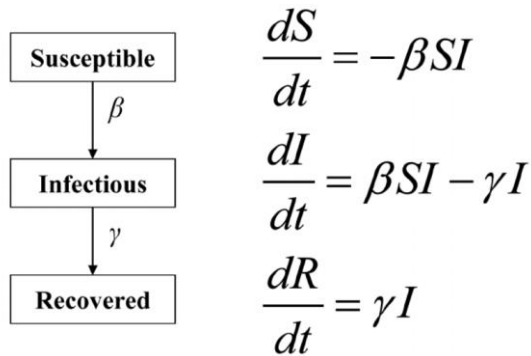 Susceptible
β
Infectious
γ
Recovered
dS/dt = −βSI
dI/dt = βSI − γI
dR/dt = γI